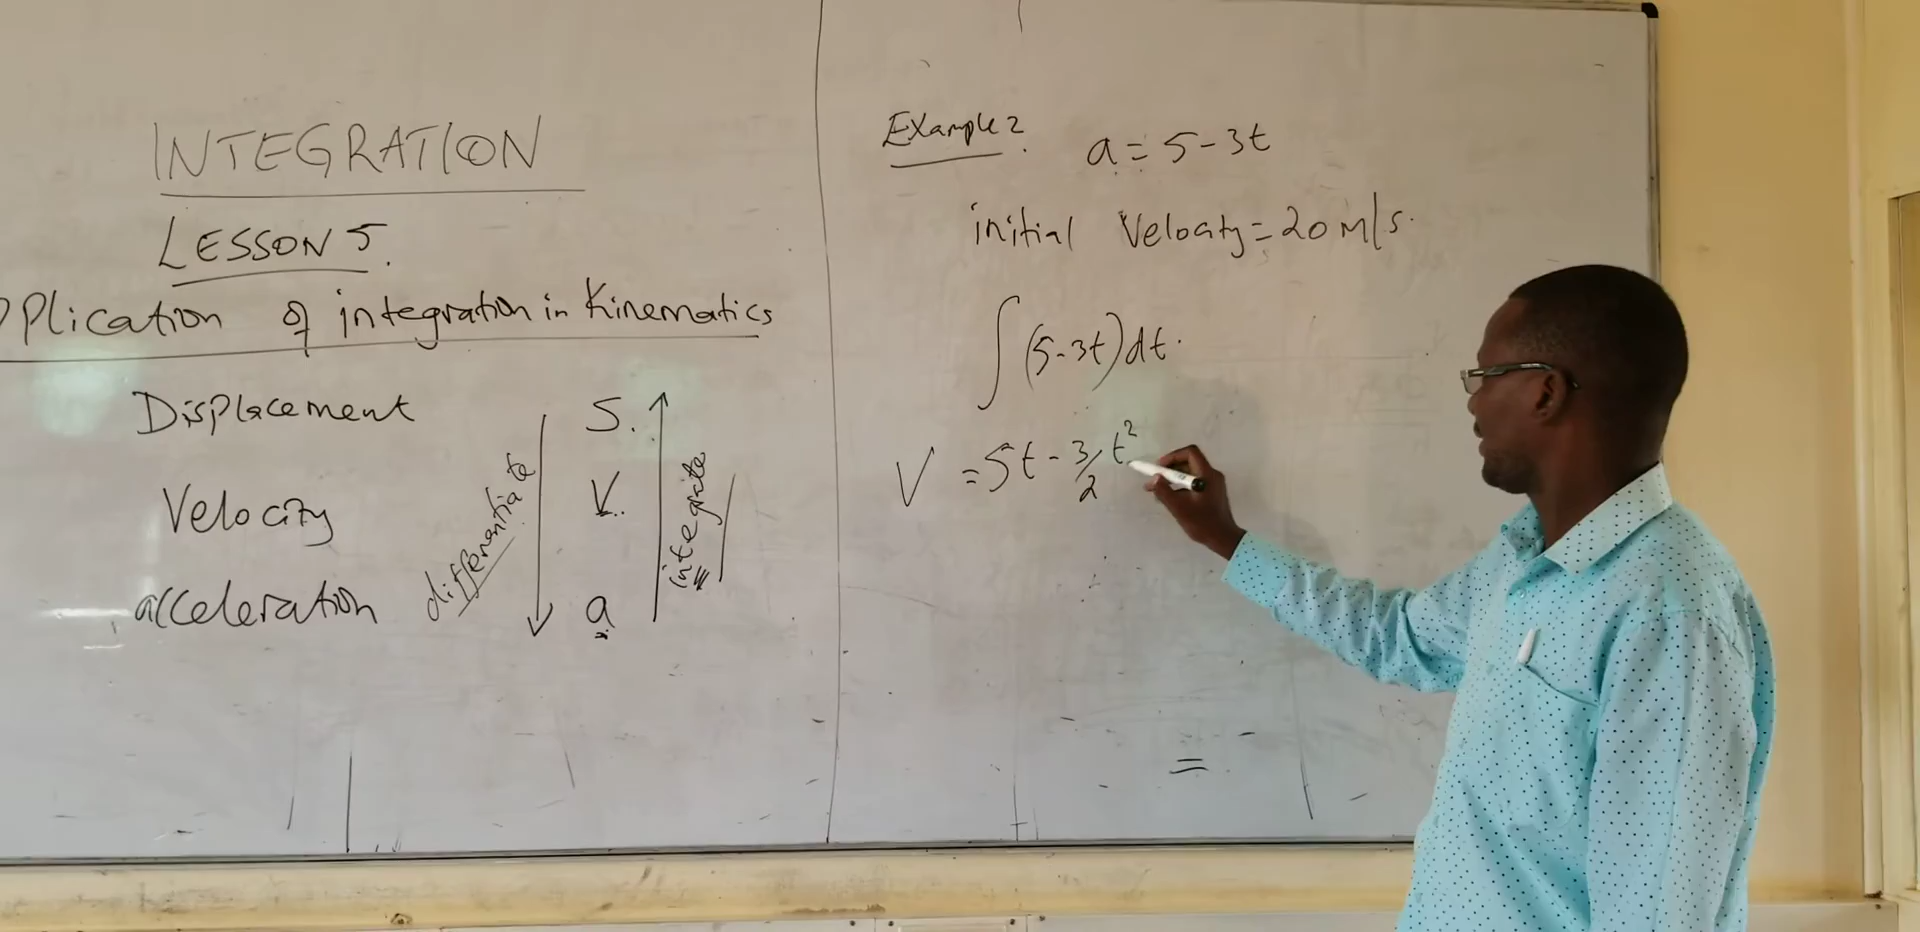 INTEGRATION
LESSON 5.
pplication of integration in Kinematics
Displacement S.
Velocity V.
acceleration a
differentiate
integrate
Example 2.
a = 5-3t
initial Velocity = 20 m/s.
∫(5-3t)dt.
V = 5t - 3/2 t²
=